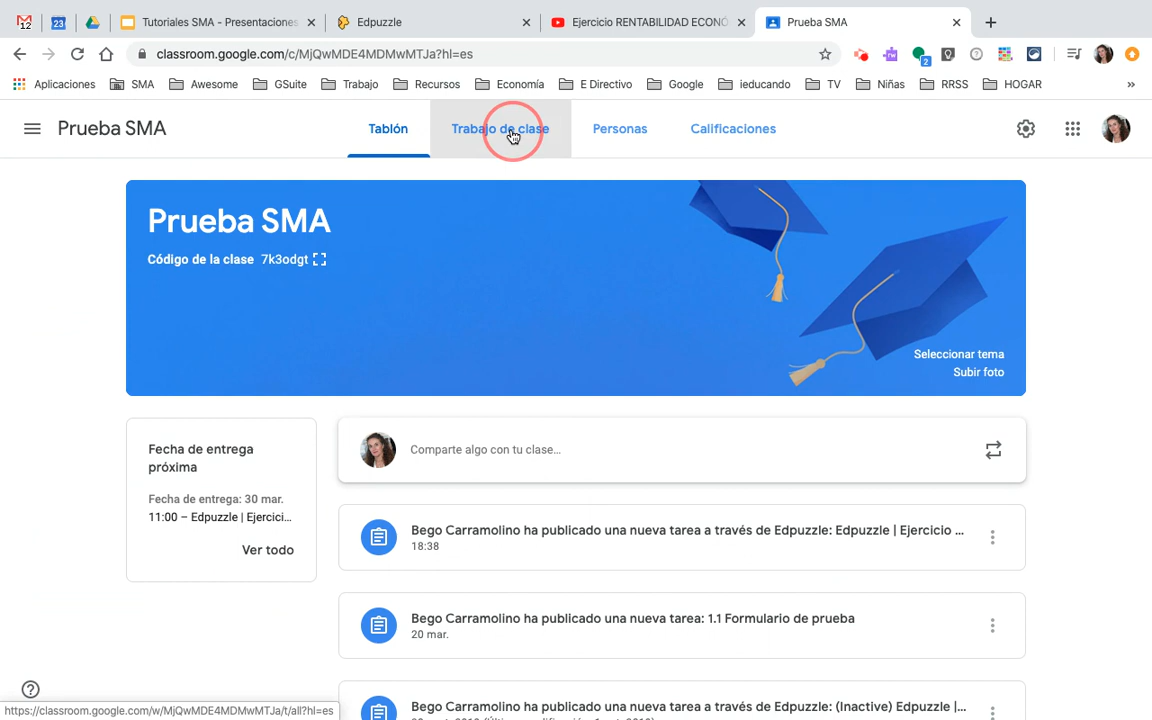 12
23
Tutoriales SMA - Presentaciones
Edpuzzle
Ejercicio RENTABILIDAD ECONÓ
Prueba SMA
classroom.google.com/c/MjQwMDE4MDMwMTJa?hl=es
2
Aplicaciones
SMA
Awesome
GSuite
Trabajo
Recursos
Economía
E Directivo
Google
ieducando
TV
Niñas
RRSS
HOGAR
»
Prueba SMA
Tablón
Trabajo de clase
Personas
Calificaciones
Prueba SMA
Código de la clase 7k3odgt
Seleccionar tema
Subir foto
Fecha de entrega
próxima
Fecha de entrega: 30 mar.
11:00 – Edpuzzle | Ejercici...
Ver todo
Comparte algo con tu clase...
Bego Carramolino ha publicado una nueva tarea a través de Edpuzzle: Edpuzzle | Ejercicio ...
18:38
Bego Carramolino ha publicado una nueva tarea: 1.1 Formulario de prueba
20 mar.
Bego Carramolino ha publicado una nueva tarea a través de Edpuzzle: (Inactive) Edpuzzle |...
https://classroom.google.com/w/MjQwMDE4MDMwMTJa/t/all?hl=es